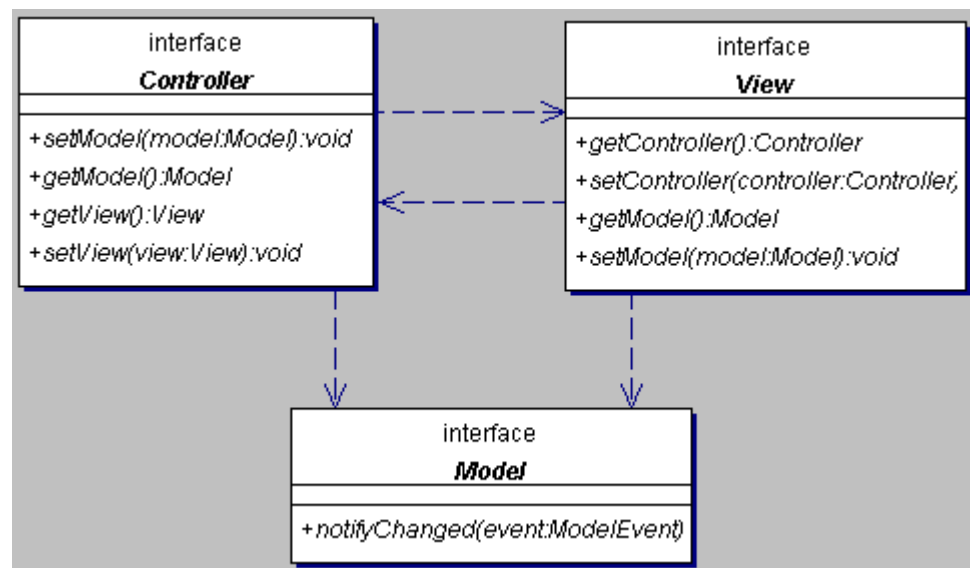 interface
Controller
+setModel(model:Model):void
+getModel():Model
+getView():View
+setView(view:View):void
interface
View
+getController():Controller
+setController(controller:Controller,
+getModel():Model
+setModel(model:Model):void
interface
Model
+notifyChanged(event:ModelEvent)